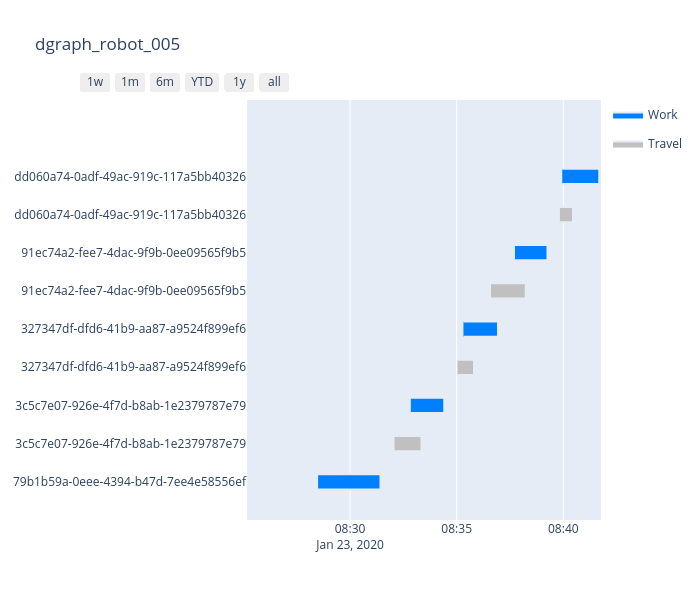 dgraph_robot_005
1w 1m 6m YTD 1y all
Work
Travel
dd060a74-0adf-49ac-919c-117a5bb40326
dd060a74-0adf-49ac-919c-117a5bb40326
91ec74a2-fee7-4dac-9f9b-0ee09565f9b5
91ec74a2-fee7-4dac-9f9b-0ee09565f9b5
327347df-dfd6-41b9-aa87-a9524f899ef6
327347df-dfd6-41b9-aa87-a9524f899ef6
3c5c7e07-926e-4f7d-b8ab-1e2379787e79
3c5c7e07-926e-4f7d-b8ab-1e2379787e79
79b1b59a-0eee-4394-b47d-7ee4e58556ef
08:30 08:35 08:40
Jan 23, 2020